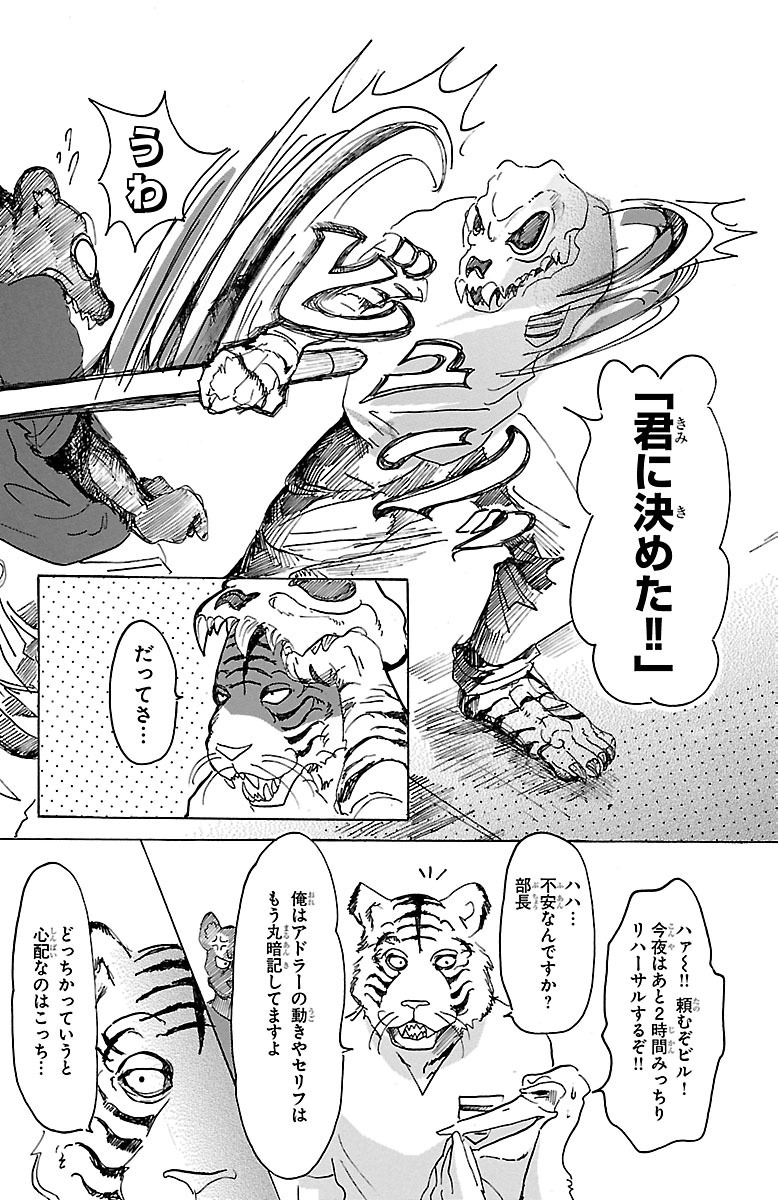 「君に決めた!!」
うわ
ビュン
だってさ…
ハァ〜!!頼むぞビル!
今夜はあと2時間みっちり
リハーサルするぞ!!
ハハ…
不安なんですか?
部長
俺はアドラーの動きやセリフは
もう丸暗記してますよ
どっちかっていうと
心配なのはこっち…